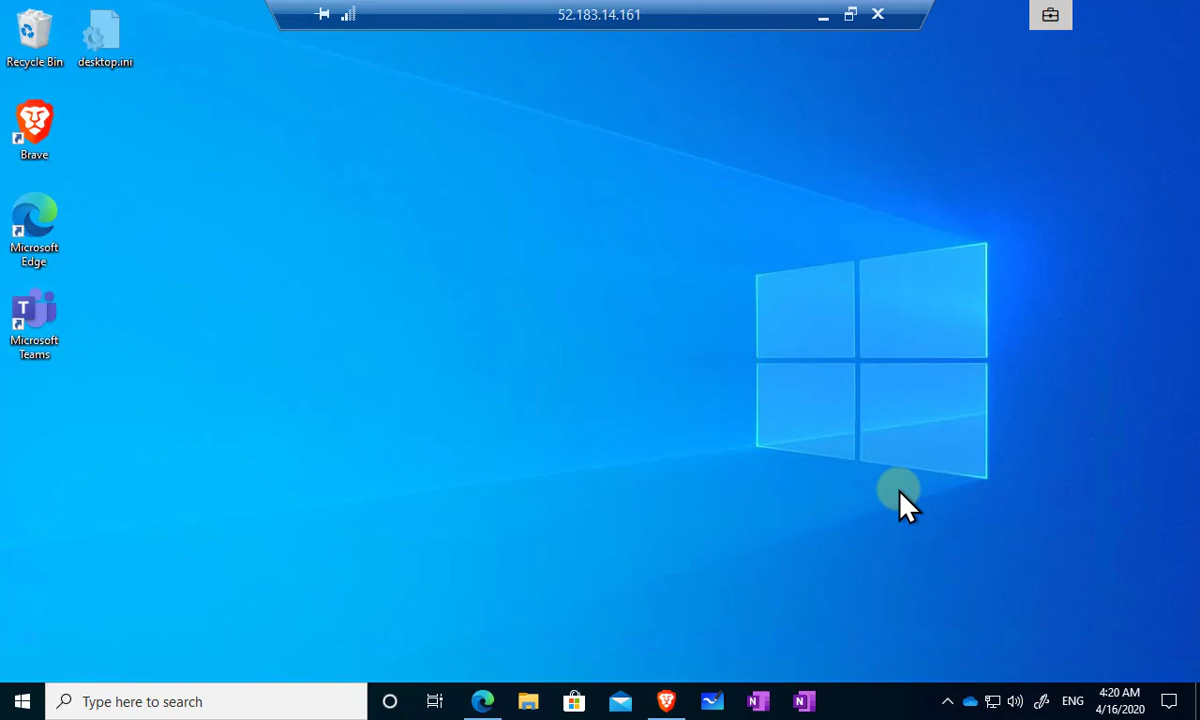 52.183.14.161
Recycle Bin
desktop.ini
Brave
Microsoft
Edge
T
Microsoft
Teams
Type here to search
N
N
ENG
4:20 AM
4/16/2020